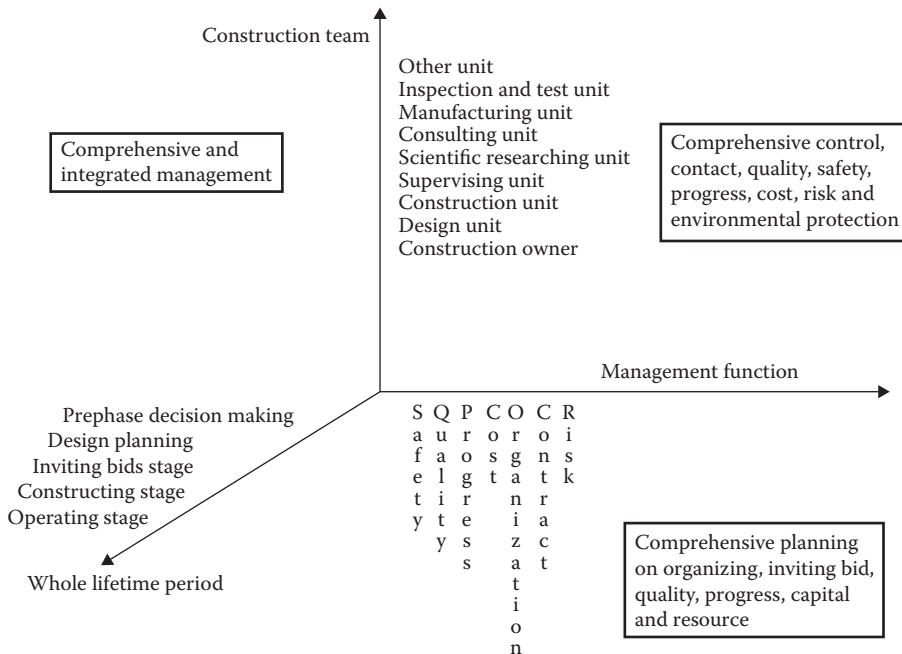 Construction team
Other unit
Inspection and test unit
Manufacturing unit
Consulting unit
Scientific researching unit
Supervising unit
Construction unit
Design unit
Construction owner
Comprehensive and
integrated management
Comprehensive control,
contact, quality, safety,
progress, cost, risk and
environmental protection
Management function
Prephase decision making
Design planning
Inviting bids stage
Constructing stage
Operating stage
Whole lifetime period
Safety
Quality
Progress
Cost
Organization
Contract
Risk
Comprehensive planning
on organizing, inviting bid,
quality, progress, capital
and resource